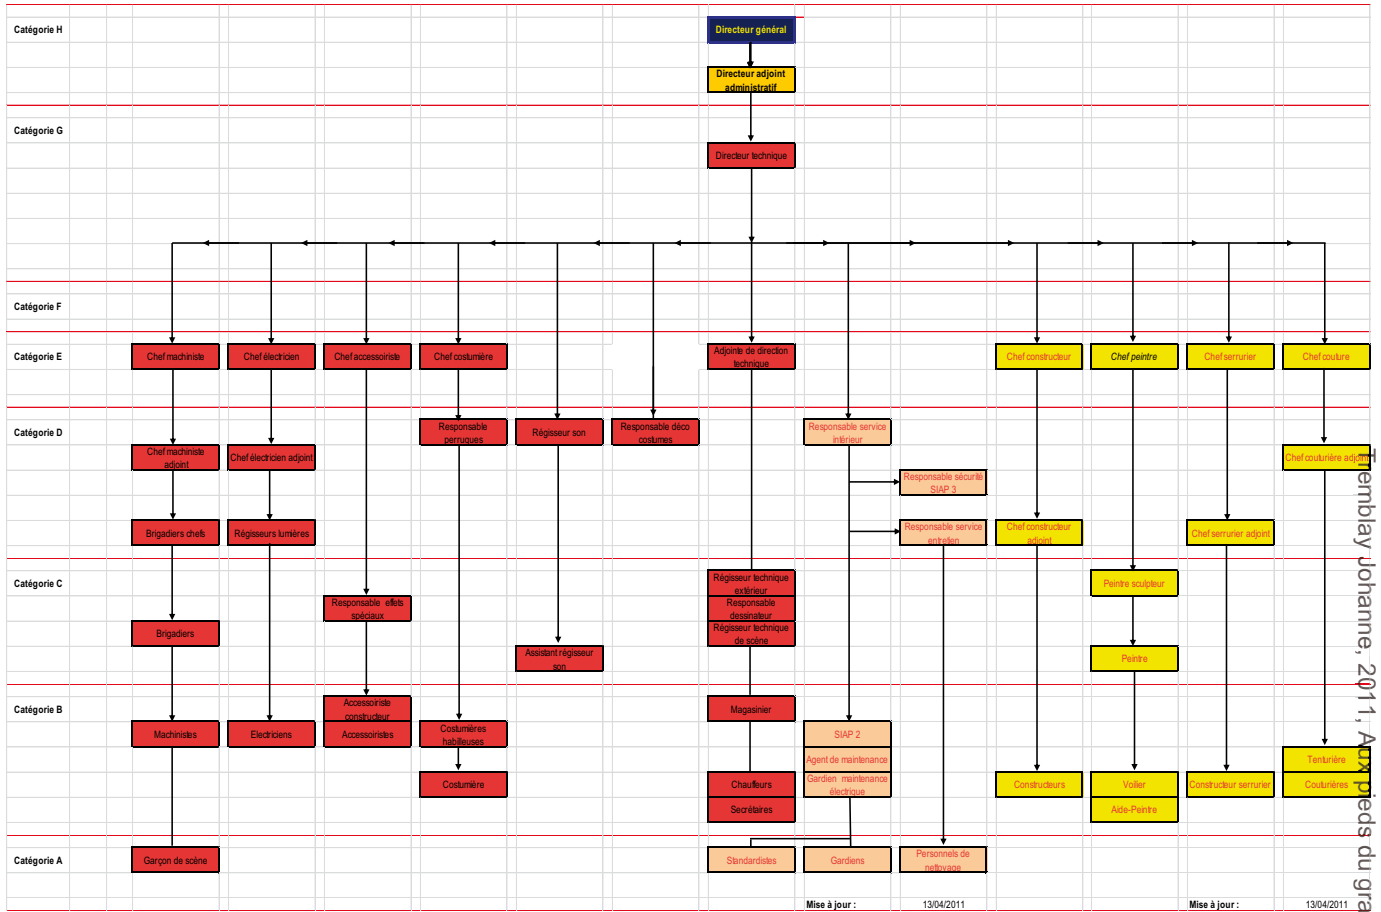 Catégorie H
Directeur général
Directeur adjoint
administratif
Catégorie G
Directeur technique
Catégorie F
Catégorie E
Chef machiniste
Chef électricien
Chef accessoiriste
Chef costumière
Adjointe de direction
technique
Chef constructeur
Chef peintre
Chef serrurier
Chef couture
Catégorie D
Responsable
perruques
Régisseur son
Responsable déco
costumes
Responsable service
intérieur
Chef machiniste
adjoint
Chef électricien adjoint
Chef couturière adjoint
Responsable sécurité
SIAP 3
Brigadiers chefs
Régisseurs lumières
Responsable service
entretien
Chef constructeur
adjoint
Chef serrurier adjoint
Catégorie C
Régisseur technique
extérieur
Peintre sculpteur
Responsable effets
spéciaux
Responsable
dessinateur
Brigadiers
Régisseur technique
de scène
Assistant régisseur
son
Peintre
Catégorie B
Accessoiriste
constructeur
Magasinier
Machinistes
Electriciens
Accessoiristes
Costumières
habilleuses
SIAP 2
Agent de maintenance
Tenturière
Costumière
Chauffeurs
Gardien maintenance
électrique
Constructeurs
Voilier
Constructeur serrurier
Couturières
Secrétaires
Aide-Peintre
Catégorie A
Garçon de scène
Standardistes
Gardiens
Personnels de
nettoyage
Mise à jour :
13/04/2011
Mise à jour :
13/04/2011
Tremblay Johanne, 2011, Aux pieds du gra